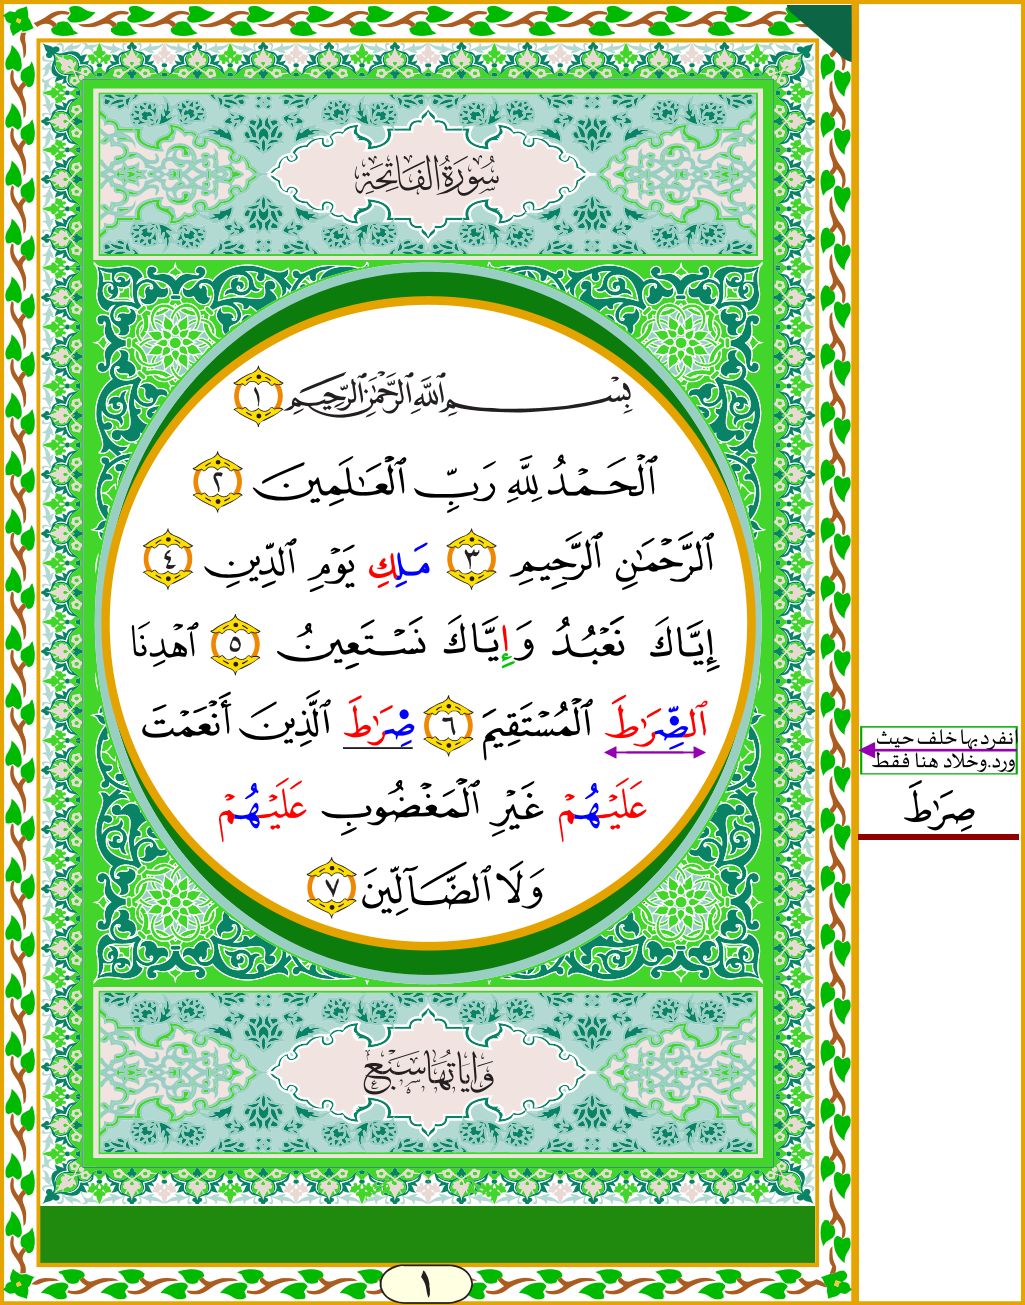 سُورَةُ الفَاتِحَةِ
بِسْمِ ٱللَّهِ ٱلرَّحْمَٰنِ ٱلرَّحِيمِ ١
ٱلْحَمْدُ لِلَّهِ رَبِّ ٱلْعَٰلَمِينَ ٢
ٱلرَّحْمَٰنِ ٱلرَّحِيمِ ٣ مَلِكِ يَوْمِ ٱلدِّينِ ٤
إِيَّاكَ نَعْبُدُ وَإِيَّاكَ نَسْتَعِينُ ٥ ٱهْدِنَا
ٱلصِّرَٰطَ ٱلْمُسْتَقِيمَ ٦ صِرَٰطَ ٱلَّذِينَ أَنْعَمْتَ
عَلَيْهُمْ غَيْرِ ٱلْمَغْضُوبِ عَلَيْهُمْ
وَلَا ٱلضَّآلِّينَ ٧
وَاٰيَاتُهَا سَبْعٌ
١
انفرد بها خلف حيث
ورد.وخلاد هنا فقط
صِرَٰطَ